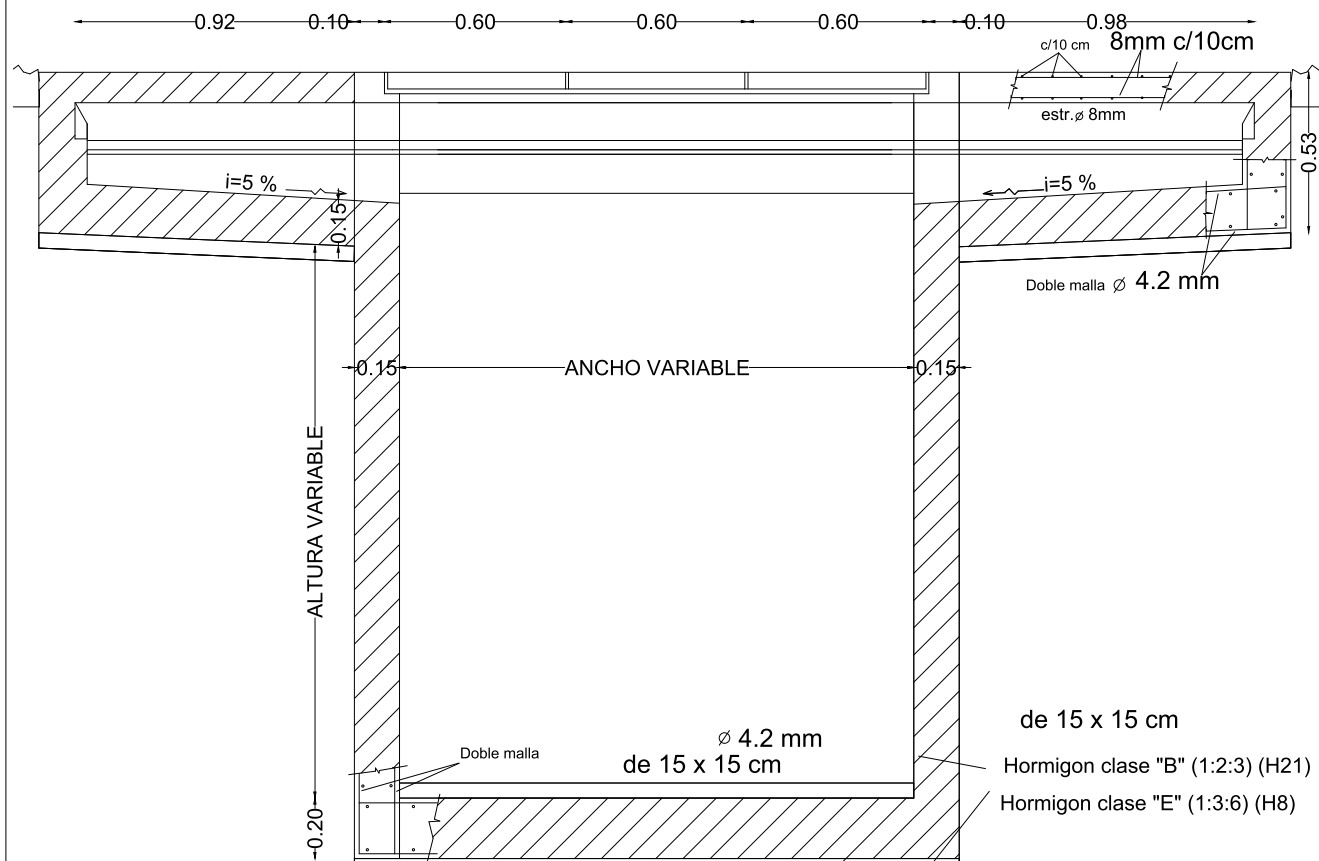 0.92 0.10 0.60 0.60 0.60 0.10 0.98
c/10 cm 8mm c/10cm
estr.ø 8mm
0.53
i=5 % i=5 %
0.15
Doble malla Ø 4.2 mm
0.15 ANCHO VARIABLE 0.15
ALTURA VARIABLE
de 15 x 15 cm
Ø 4.2 mm
Doble malla
de 15 x 15 cm
Hormigon clase "B" (1:2:3) (H21)
Hormigon clase "E" (1:3:6) (H8)
0.20